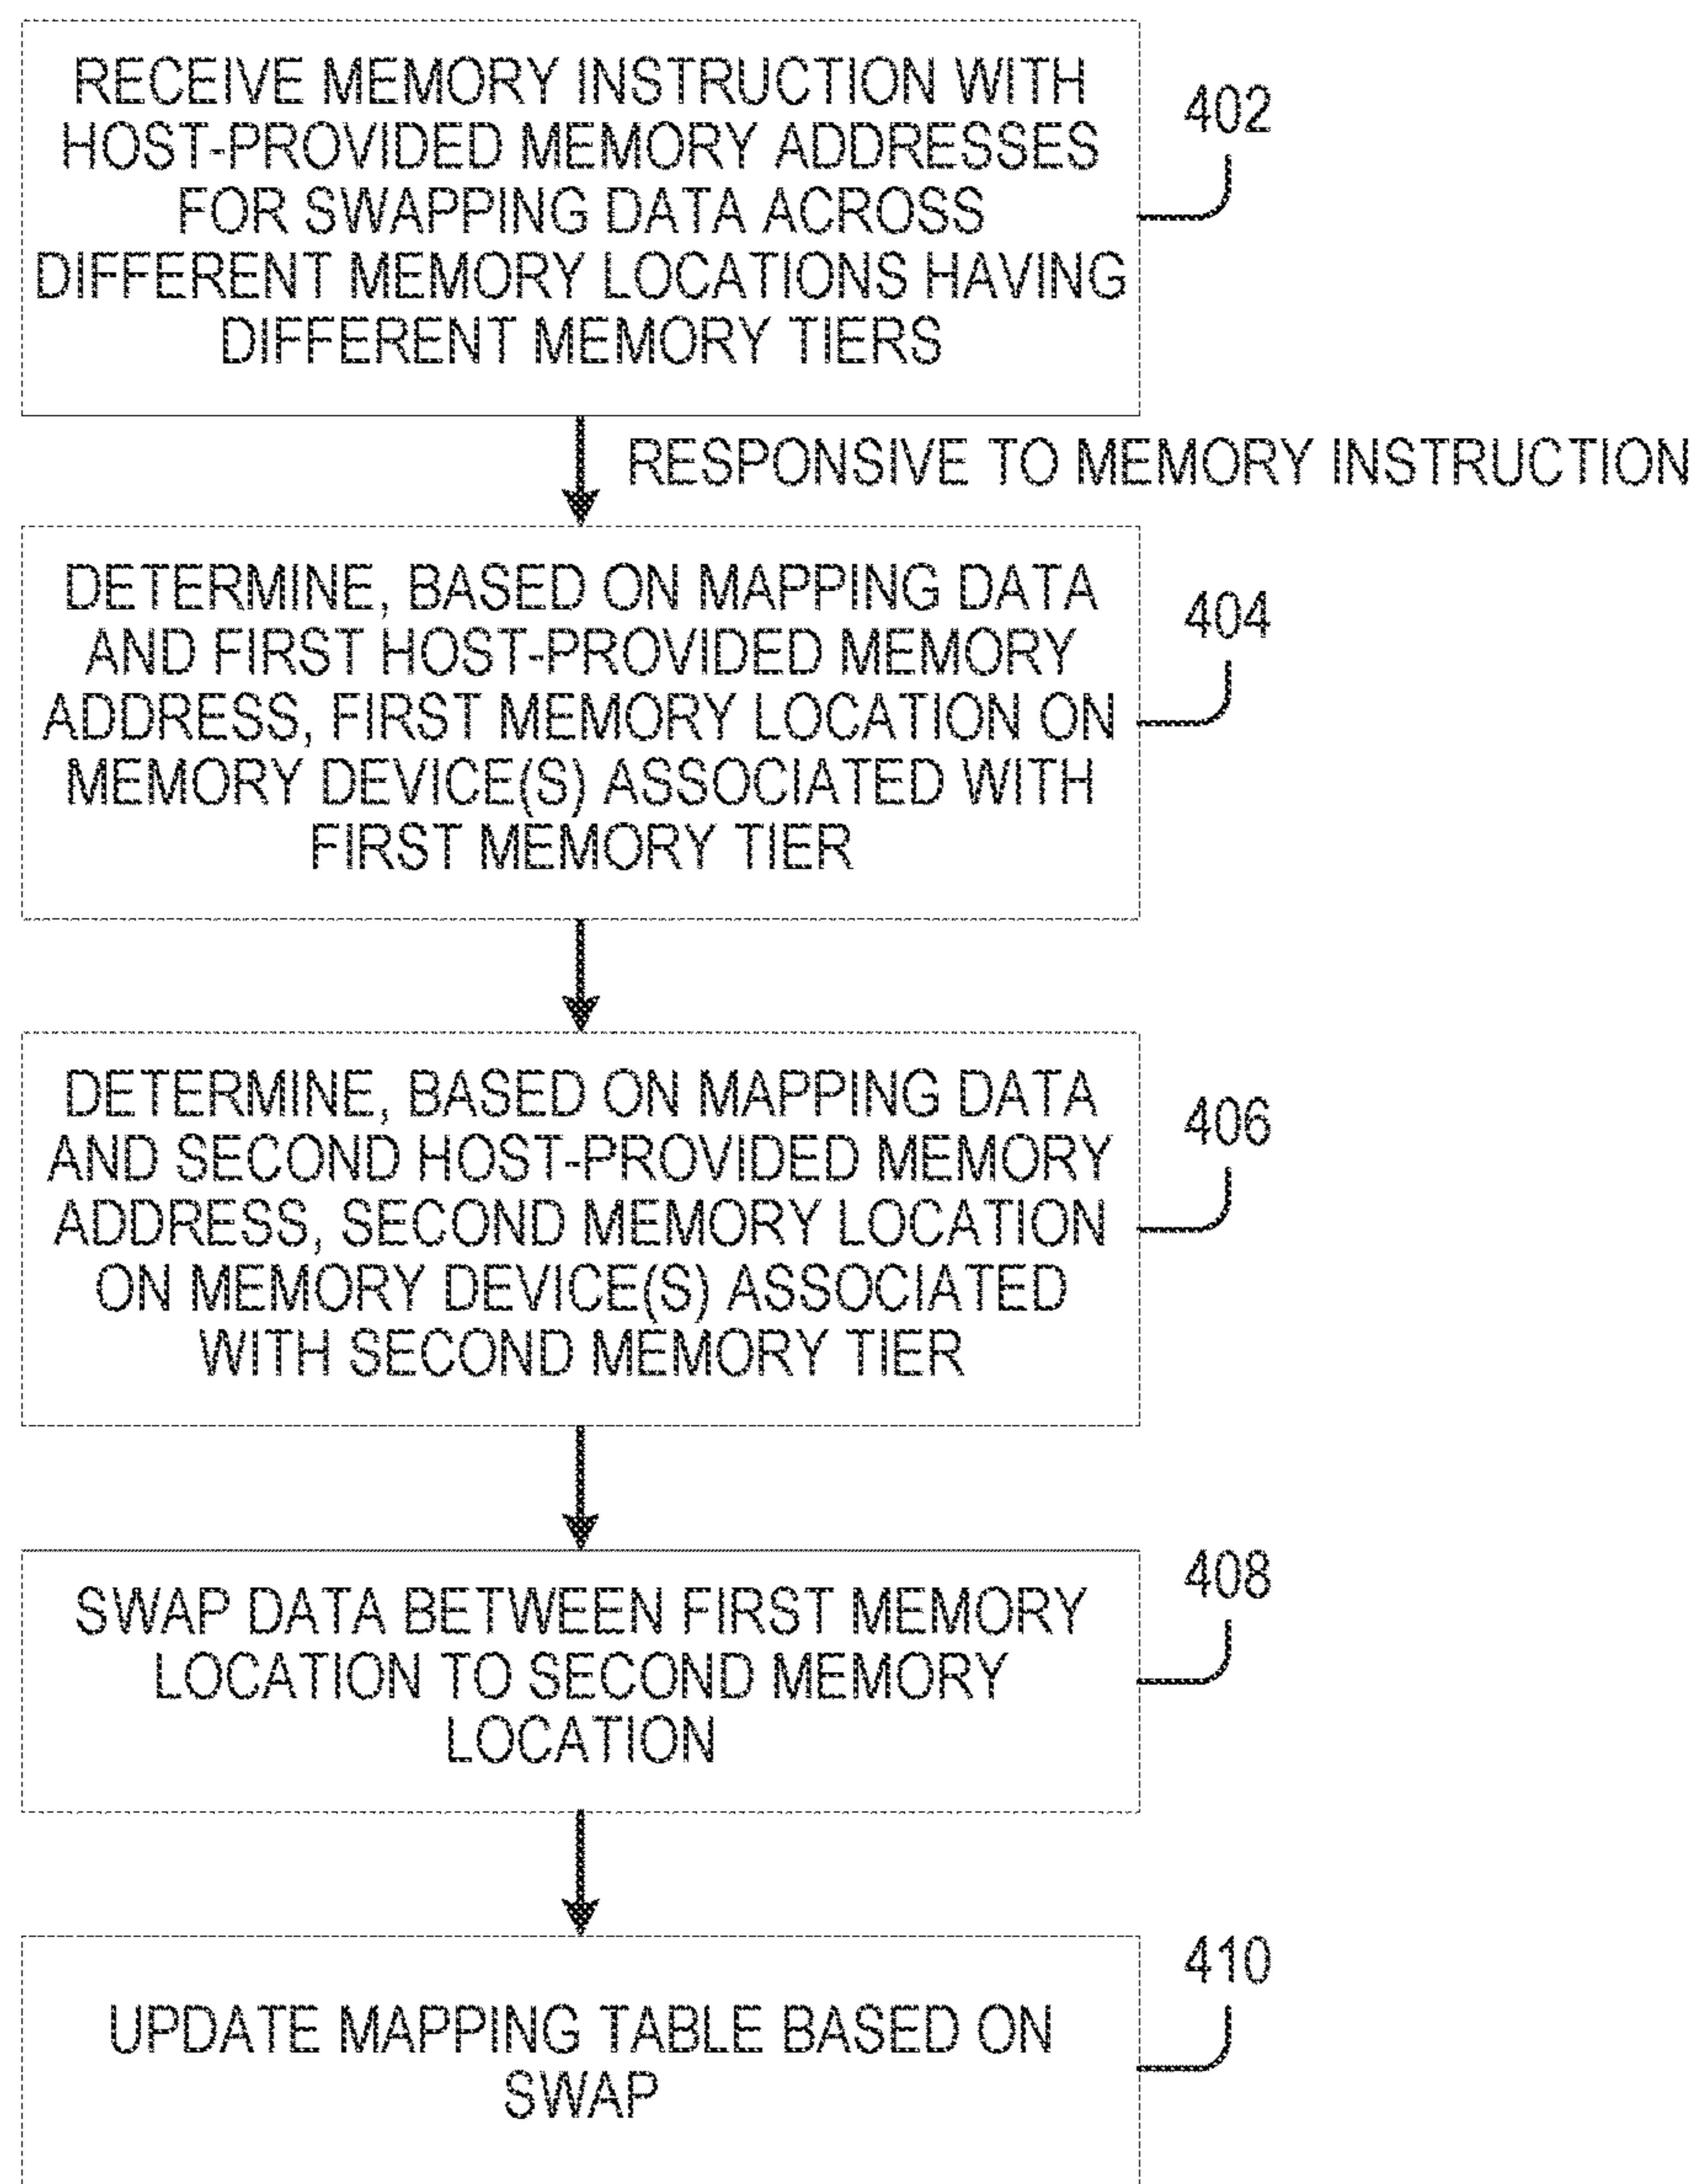 RECEIVE MEMORY INSTRUCTION WITH
HOST-PROVIDED MEMORY ADDRESSES
FOR SWAPPING DATA ACROSS
DIFFERENT MEMORY LOCATIONS HAVING
DIFFERENT MEMORY TIERS
402
RESPONSIVE TO MEMORY INSTRUCTION
DETERMINE, BASED ON MAPPING DATA
AND FIRST HOST-PROVIDED MEMORY
ADDRESS, FIRST MEMORY LOCATION ON
MEMORY DEVICE(S) ASSOCIATED WITH
FIRST MEMORY TIER
404
DETERMINE, BASED ON MAPPING DATA
AND SECOND HOST-PROVIDED MEMORY
ADDRESS, SECOND MEMORY LOCATION
ON MEMORY DEVICE(S) ASSOCIATED
WITH SECOND MEMORY TIER
406
SWAP DATA BETWEEN FIRST MEMORY
LOCATION TO SECOND MEMORY
LOCATION
408
UPDATE MAPPING TABLE BASED ON
SWAP
410